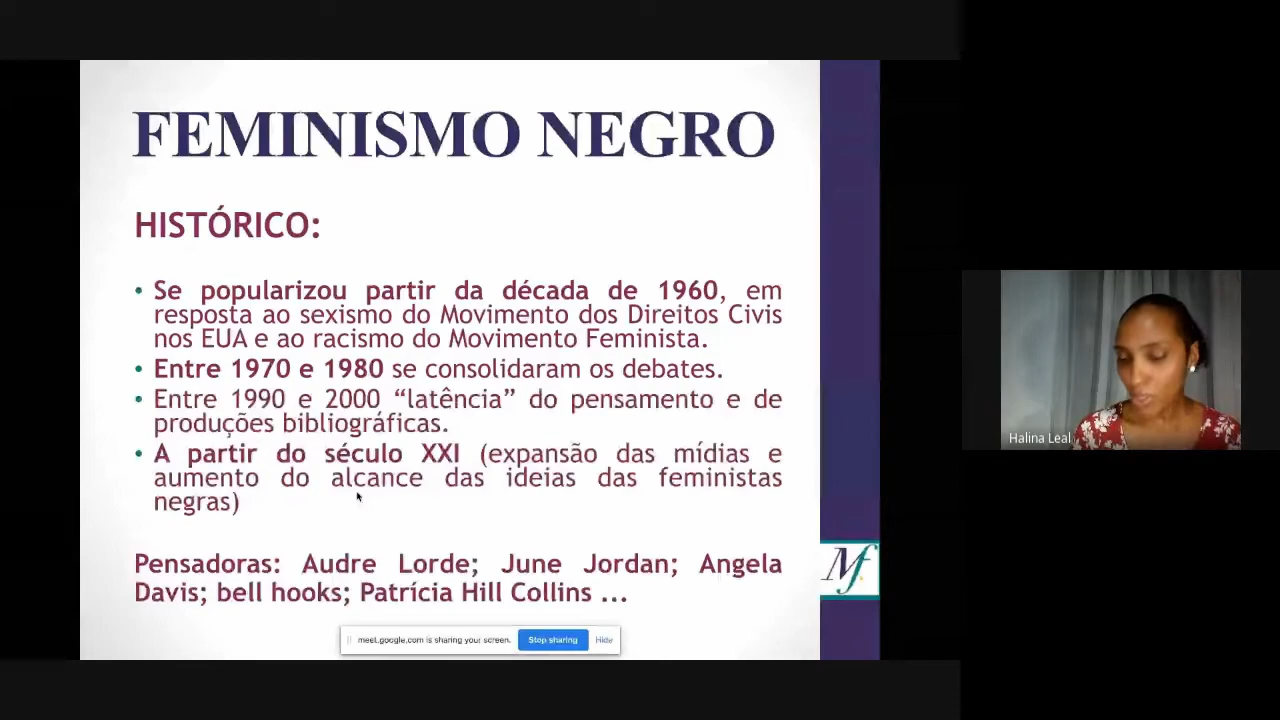 FEMINISMO NEGRO
HISTÓRICO:
• Se popularizou partir da década de 1960, em
resposta ao sexismo do Movimento dos Direitos Civis
nos EUA e ao racismo do Movimento Feminista.
• Entre 1970 e 1980 se consolidaram os debates.
• Entre 1990 e 2000 “latência” do pensamento e de
produções bibliográficas.
• A partir do século XXI (expansão das mídias e
aumento do alcance das ideias das feministas
negras)
Pensadoras: Audre Lorde; June Jordan; Angela
Davis; bell hooks; Patrícia Hill Collins ...
Mf.
meet.google.com is sharing your screen. Stop sharing Hide
Halina Leal